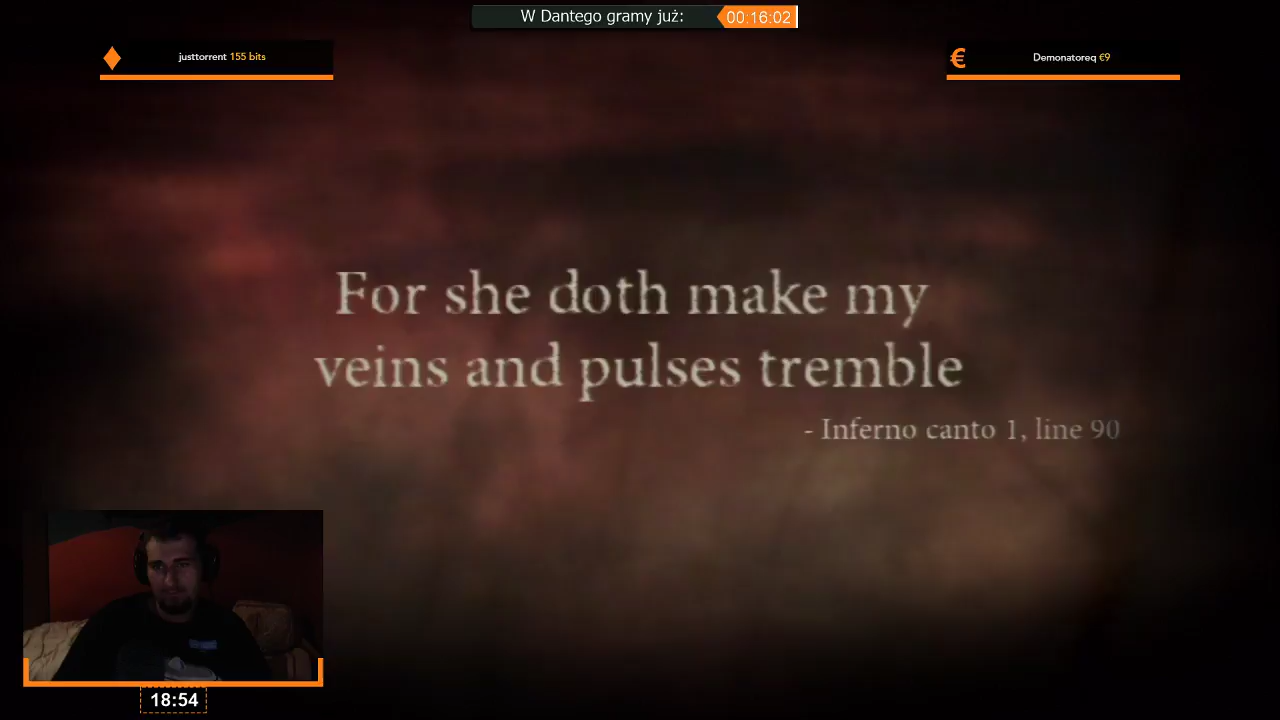 W Dantego gramy już: 00:16:02
justtorrent 155 bits
€ Demonatoreq €9
For she doth make my
veins and pulses tremble
- Inferno canto 1, line 90
18:54